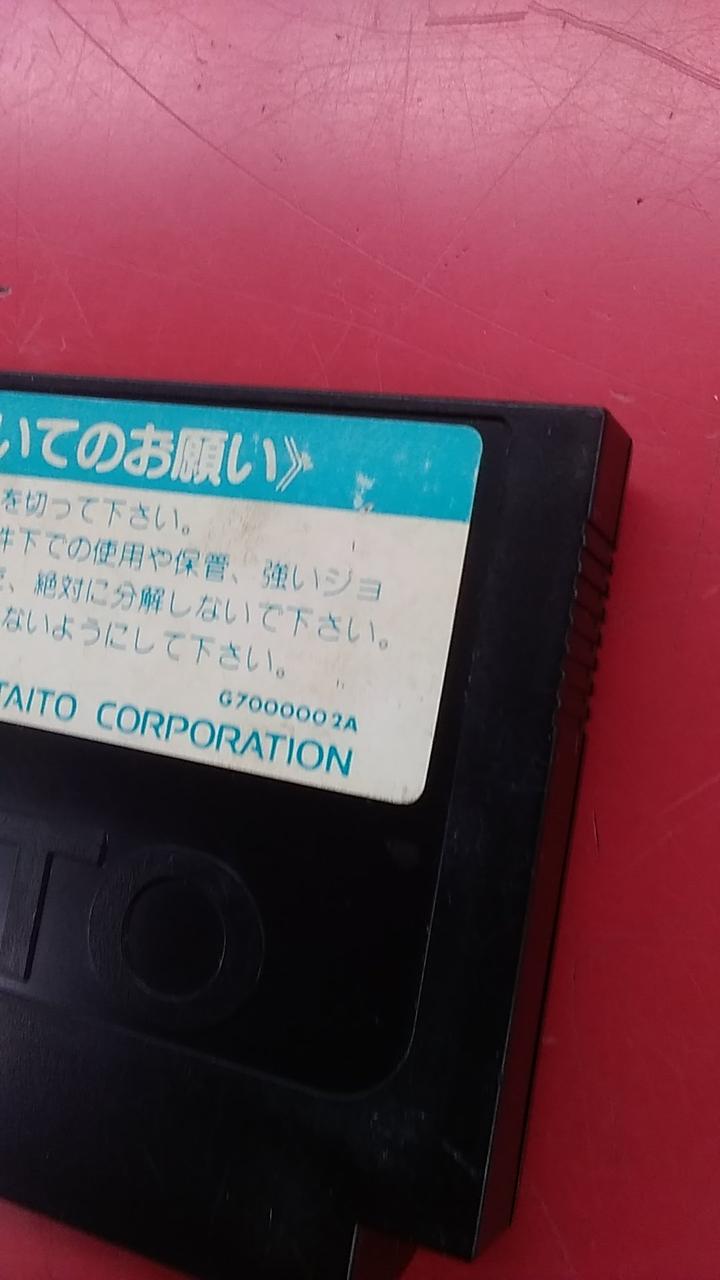 いてのお願い》
を切って下さい。
件下での使用や保管、強いショ
、絶対に分解しないで下さい。
ないようにして下さい。
G7000002A
TAITO CORPORATION
TO